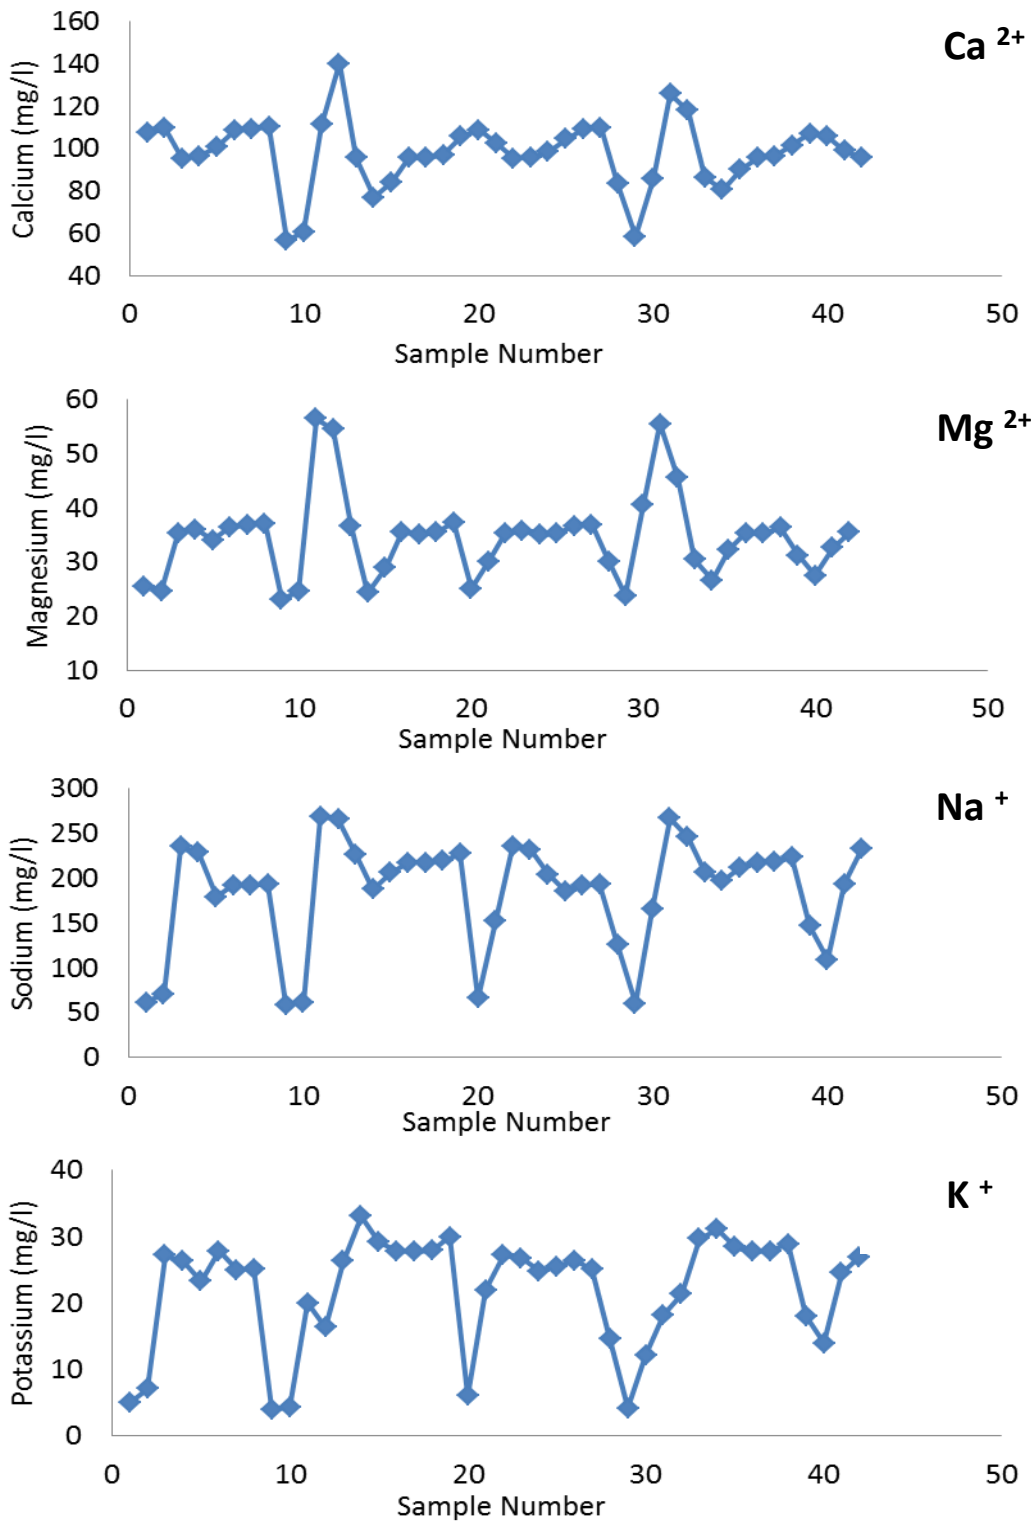 160
140
120
100
80
60
40
Calcium (mg/l)
Ca 2+
0 10 20 30 40 50
Sample Number
60
50
40
30
20
10
Magnesium (mg/l)
Mg 2+
0 10 20 30 40 50
Sample Number
300
250
200
150
100
50
0
Sodium (mg/l)
Na +
0 10 20 30 40 50
Sample Number
40
30
20
10
0
Potassium (mg/l)
K +
0 10 20 30 40 50
Sample Number